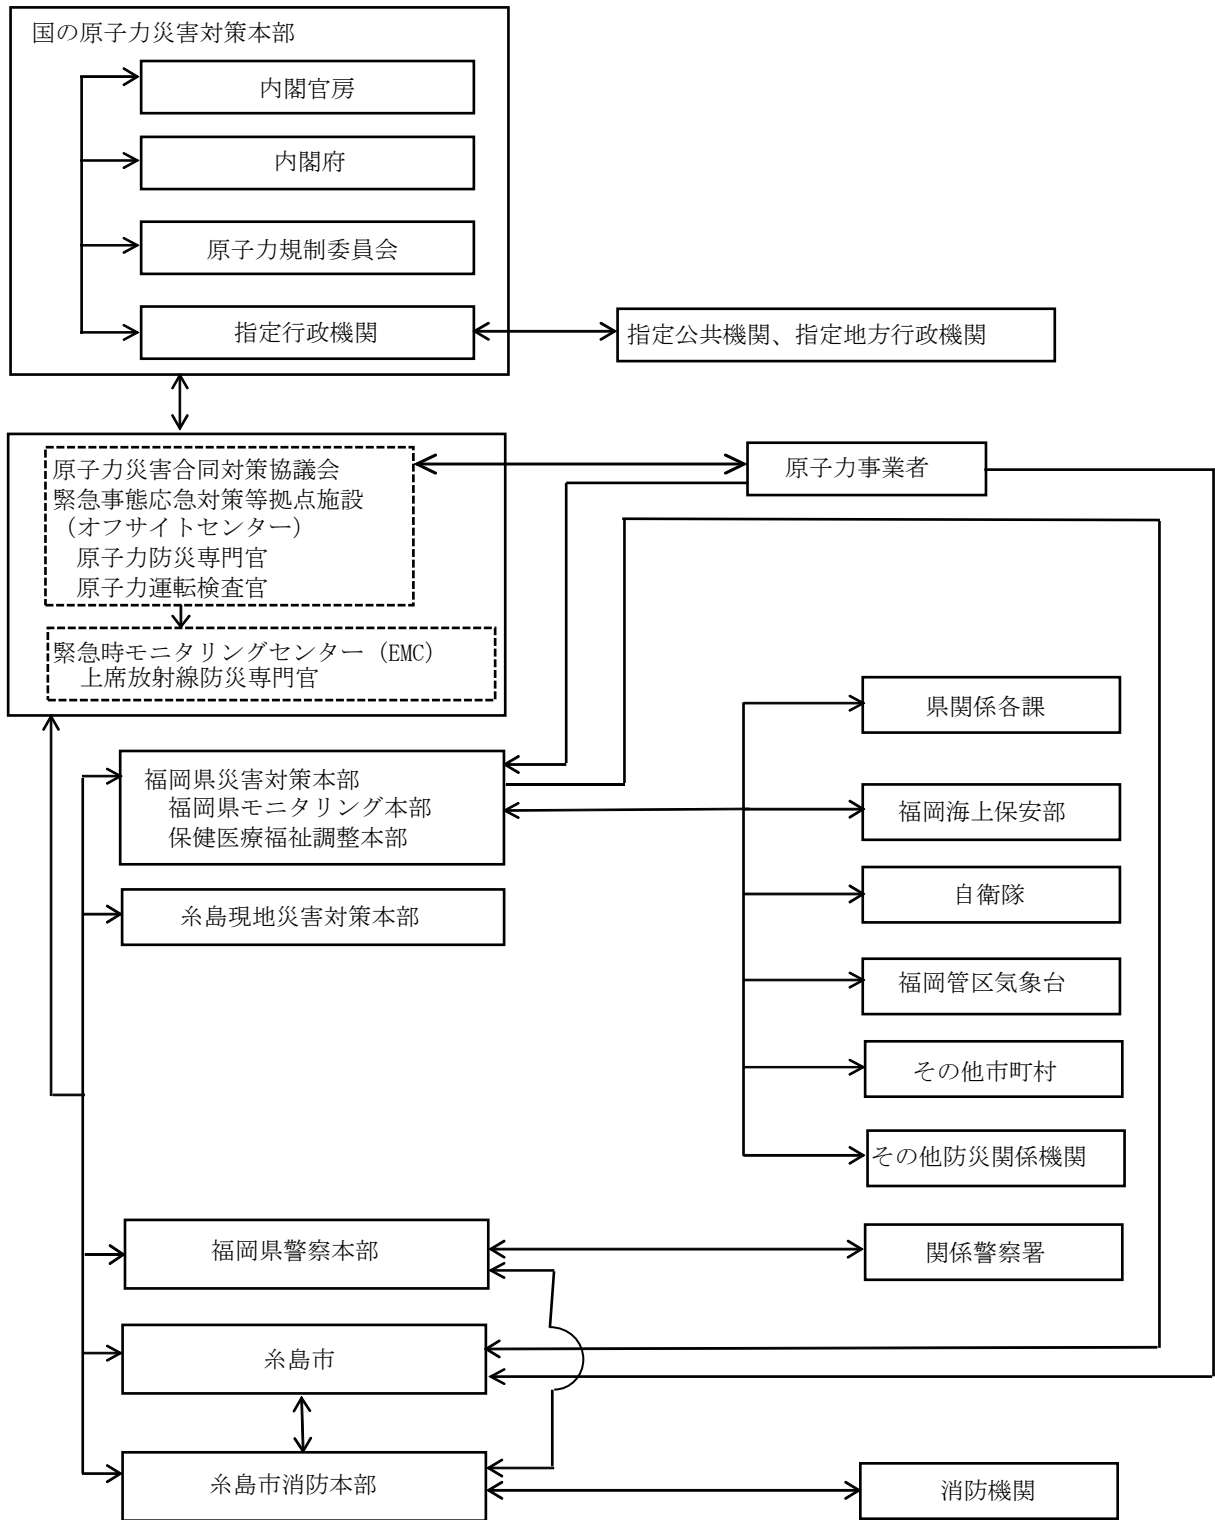 国の原子力災害対策本部
内閣官房
内閣府
原子力規制委員会
指定行政機関
指定公共機関、指定地方行政機関
原子力災害合同対策協議会
緊急事態応急対策等拠点施設
（オフサイトセンター）
原子力防災専門官
原子力運転検査官
原子力事業者
緊急時モニタリングセンター（EMC）
上席放射線防災専門官
県関係各課
福岡県災害対策本部
福岡県モニタリング本部
保健医療福祉調整本部
福岡海上保安部
自衛隊
糸島現地災害対策本部
福岡管区気象台
その他市町村
その他防災関係機関
福岡県警察本部
関係警察署
糸島市
糸島市消防本部
消防機関